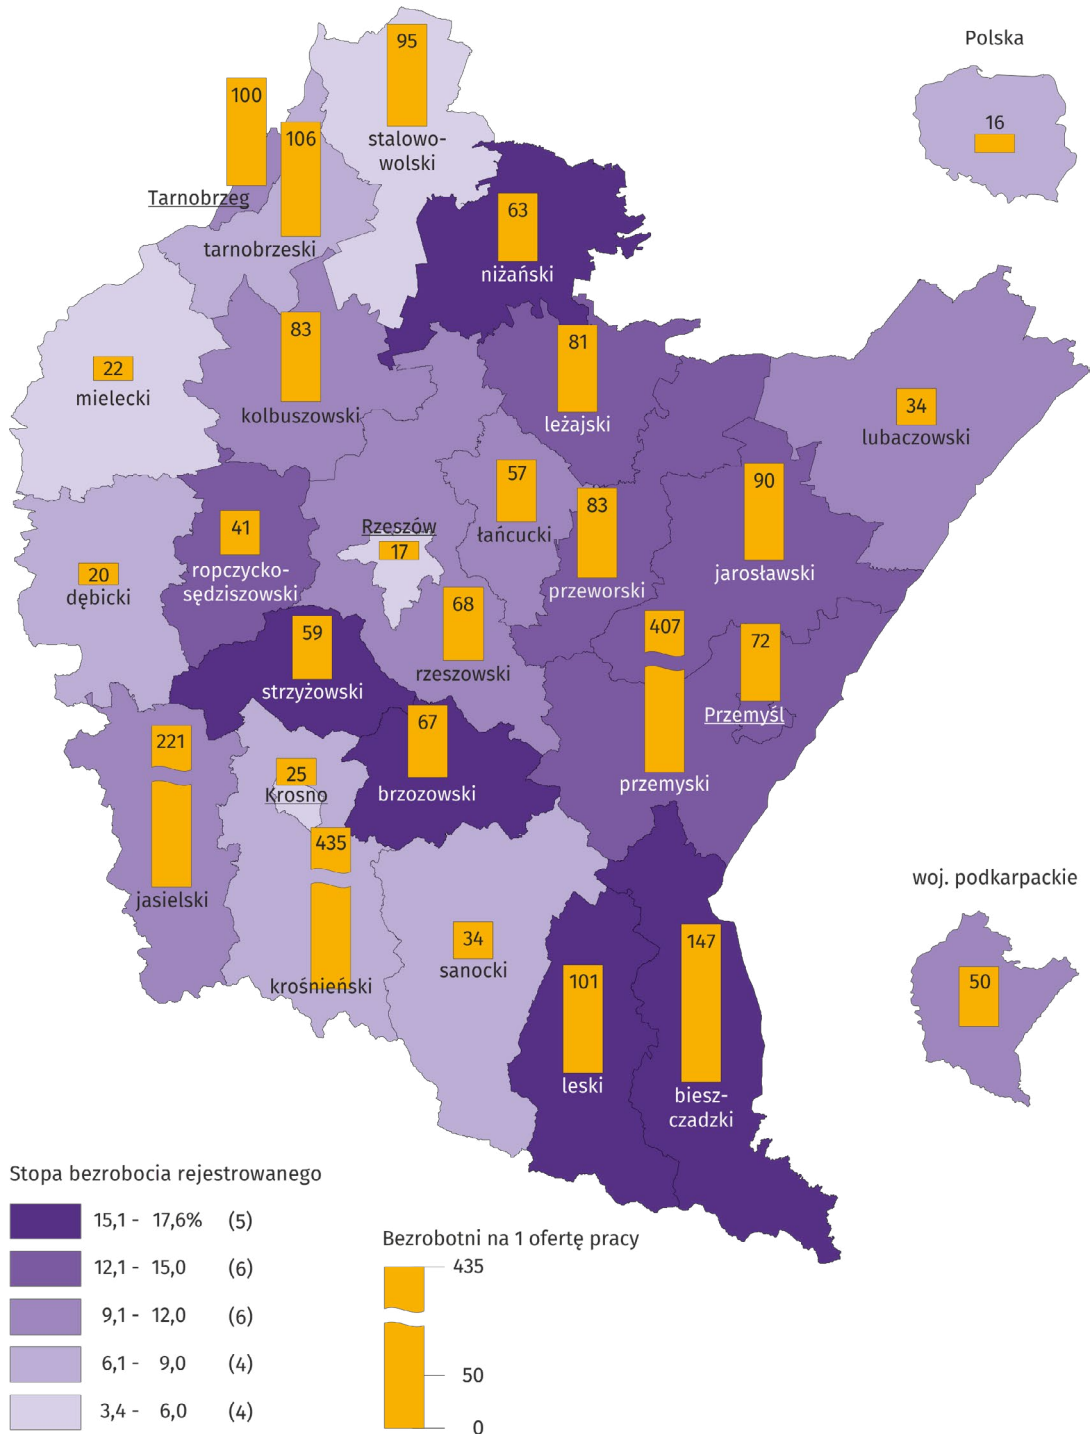 95
Polska
100
106
stalowo-
wolski
16
Tarnobrzeg
63
tarnobrzeski
niżański
83
81
22
mielecki
kolbuszowski
leżajski
34
lubaczowski
57
90
83
41
Rzeszów
łańcucki
17
ropczycko-
sędziszowski
20
dębicki
przeworski
jarosławski
68
59
407
72
rzeszowski
strzyżowski
Przemyśl
67
221
25
Krosno
brzozowski
przemyski
435
jasielski
woj. podkarpackie
34
sanocki
147
101
50
krośnieński
leski
biesz-
czadzki
Stopa bezrobocia rejestrowanego
15,1 - 17,6% (5)
12,1 - 15,0 (6)
9,1 - 12,0 (6)
6,1 - 9,0 (4)
3,4 - 6,0 (4)
Bezrobotni na 1 ofertę pracy
435
50
0